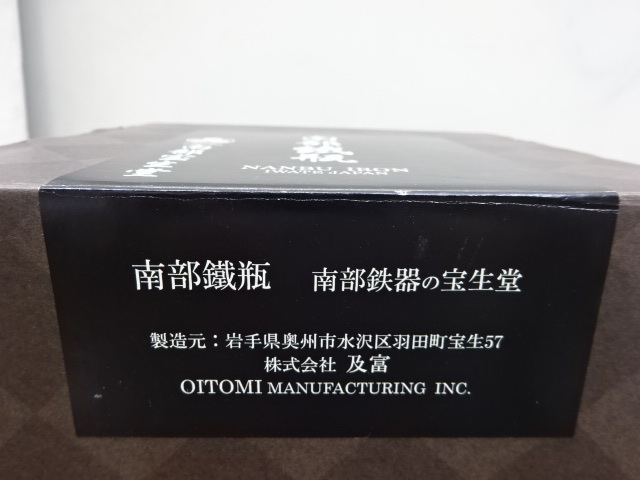 NANBU IRON
南部鐵瓶 南部鉄器の宝生堂
製造元：岩手県奥州市水沢区羽田町宝生57
株式会社 及富
OITOMI MANUFACTURING INC.